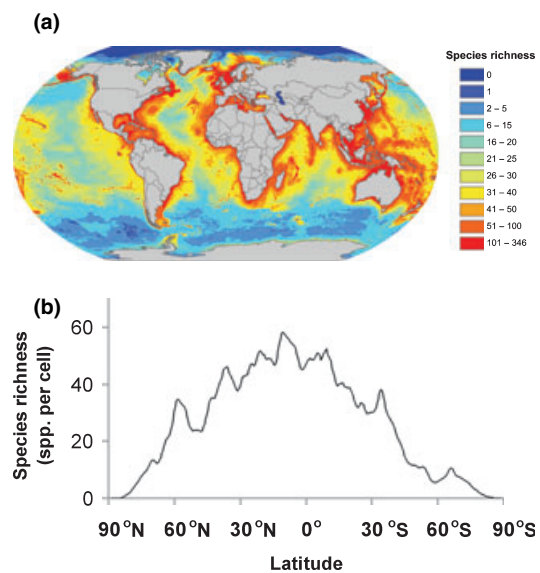 (a)
Species richness
0
1
2 – 5
6 – 15
16 – 20
21 – 25
26 – 30
31 – 40
41 – 50
51 – 100
101 – 346
(b)
Species richness
(spp. per cell)
60
40
20
0
90°N 60°N 30°N 0° 30°S 60°S 90°S
Latitude